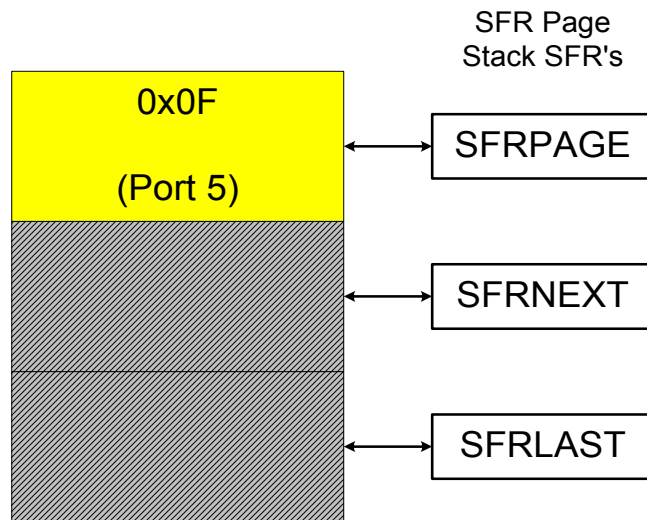 SFR Page
Stack SFR's
0x0F
(Port 5)
SFRPAGE
SFRNEXT
SFRLAST